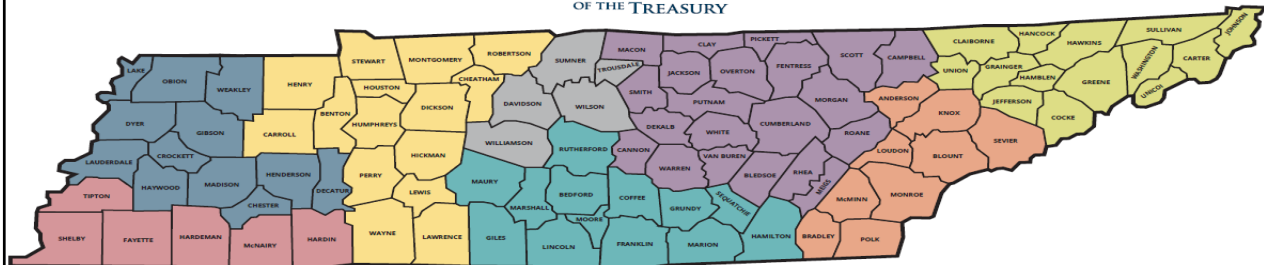 OF THE TREASURY
LAKE
OBION
WEAKLEY
HENRY
STEWART
MONTGOMERY
ROBERTSON
SUMNER
MACON
CLAY
PICKETT
SCOTT
CAMPBELL
CLAIBORNE
HANCOCK
HAWKINS
SULLIVAN
JOHNSON
HOUSTON
CHEATHAM
TROUSDALE
JACKSON
OVERTON
FENTRESS
UNION
GRAINGER
HAMBLEN
GREENE
WASHINGTON
CARTER
UNICOI
DYER
GIBSON
CARROLL
BENTON
HUMPHREYS
DICKSON
DAVIDSON
WILSON
SMITH
PUTNAM
MORGAN
ANDERSON
KNOX
JEFFERSON
COCKE
LAUDERDALE
CROCKETT
HICKMAN
WILLIAMSON
RUTHERFORD
DEKALB
CANNON
WHITE
CUMBERLAND
ROANE
LOUDON
BLOUNT
SEVIER
TIPTON
HAYWOOD
MADISON
HENDERSON
DECATUR
CHESTER
PERRY
LEWIS
MAURY
MARSHALL
BEDFORD
COFFEE
WARREN
VAN BUREN
BLEDSOE
RHEA
MEIGS
McMINN
MONROE
SHELBY
FAYETTE
HARDEMAN
McNAIRY
HARDIN
WAYNE
LAWRENCE
GILES
LINCOLN
MOORE
FRANKLIN
GRUNDY
MARION
SEQUATCHIE
HAMILTON
BRADLEY
POLK